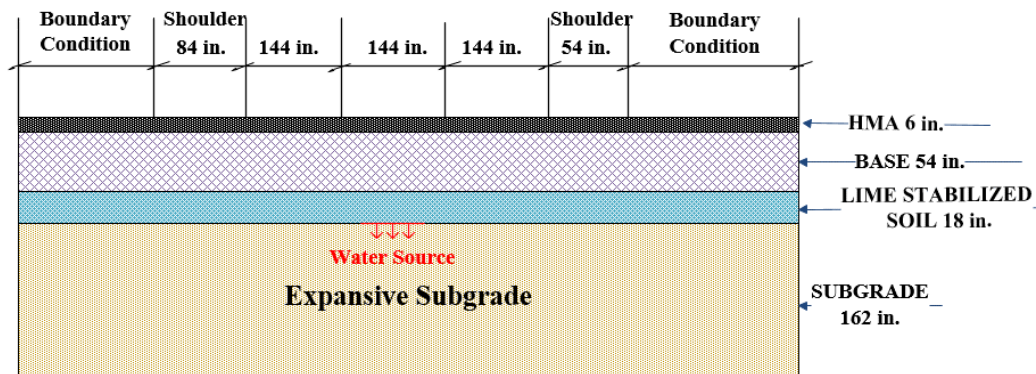 Boundary
Condition
Shoulder
84 in.
144 in.
144 in.
144 in.
Shoulder
54 in.
Boundary
Condition
HMA 6 in.
BASE 54 in.
LIME STABILIZED
SOIL 18 in.
Water Source
Expansive Subgrade
SUBGRADE
162 in.